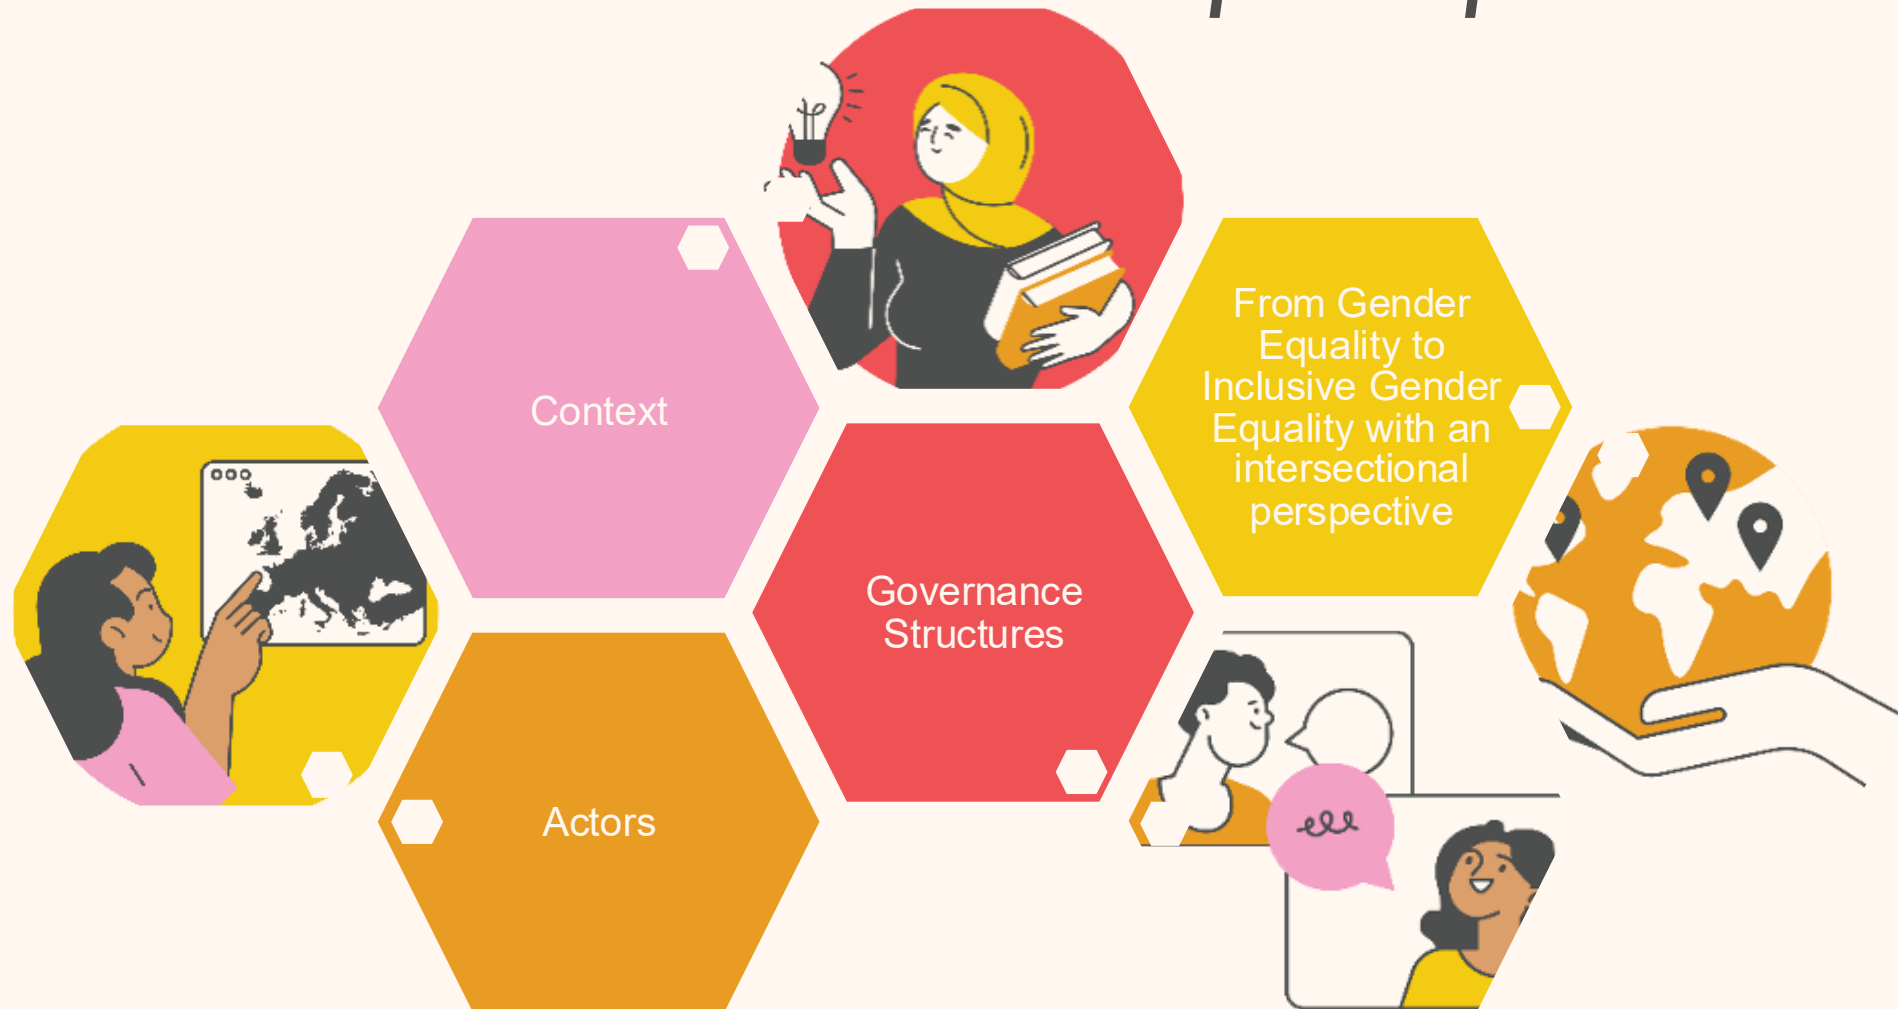 Context
From Gender
Equality to
Inclusive Gender
Equality with an
intersectional
perspective
Governance
Structures
Actors